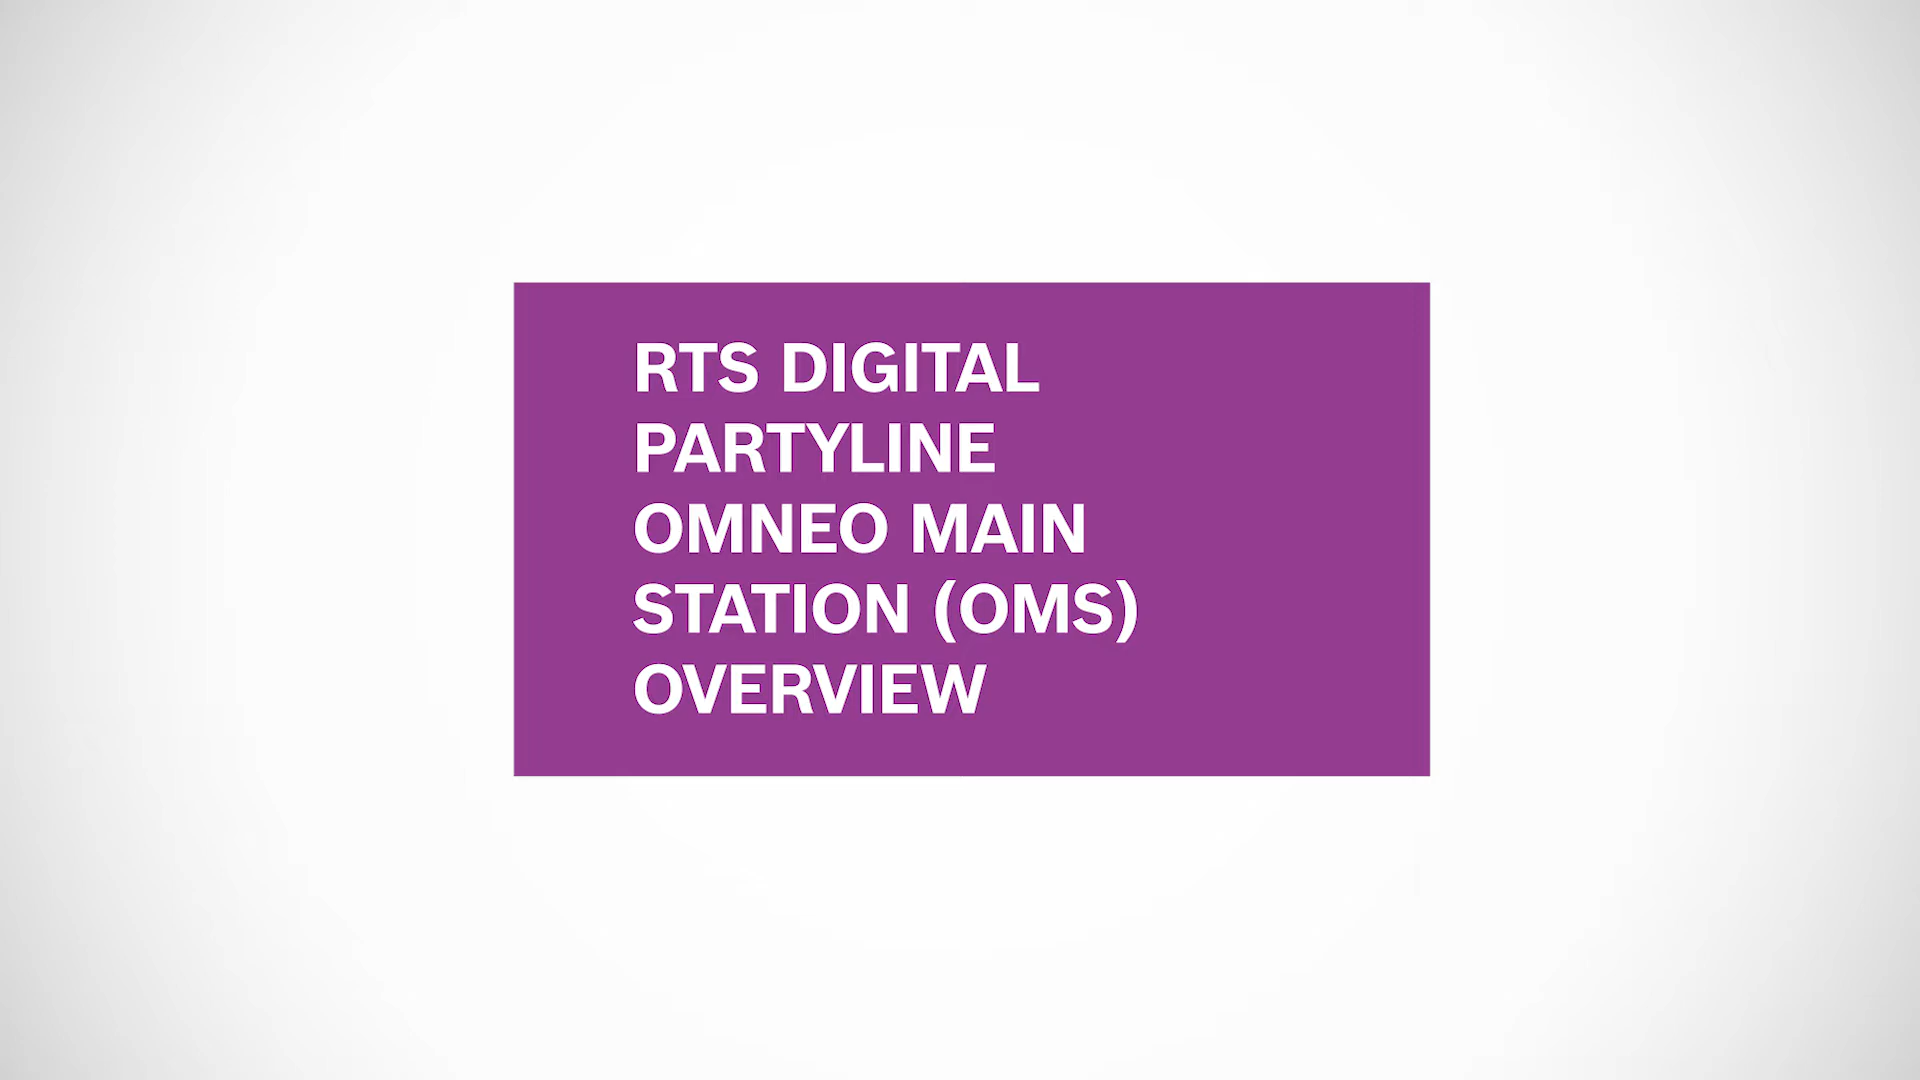 RTS DIGITAL
PARTYLINE
OMNEO MAIN
STATION (OMS)
OVERVIEW